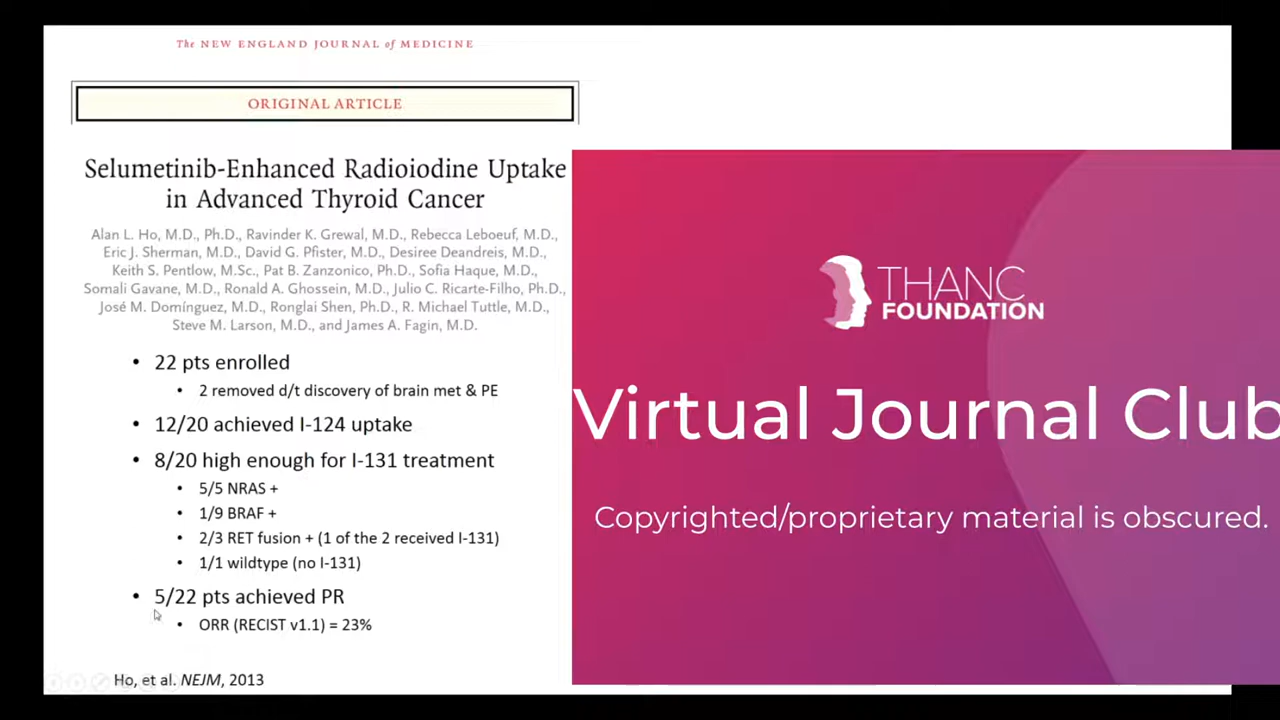 The NEW ENGLAND JOURNAL of MEDICINE
ORIGINAL ARTICLE
Selumetinib-Enhanced Radioiodine Uptake
in Advanced Thyroid Cancer
Alan L. Ho, M.D., Ph.D., Ravinder K. Grewal, M.D., Rebecca Leboeuf, M.D.,
Eric J. Sherman, M.D., David G. Pfister, M.D., Desiree Deandreis, M.D.,
Keith S. Pentlow, M.Sc., Pat B. Zanzonico, Ph.D., Sofia Haque, M.D.,
Somali Gavane, M.D., Ronald A. Ghossein, M.D., Julio C. Ricarte-Filho, Ph.D.,
José M. Domínguez, M.D., Ronglai Shen, Ph.D., R. Michael Tuttle, M.D.,
Steve M. Larson, M.D., and James A. Fagin, M.D.
• 22 pts enrolled
• 2 removed d/t discovery of brain met & PE
• 12/20 achieved I-124 uptake
• 8/20 high enough for I-131 treatment
• 5/5 NRAS +
• 1/9 BRAF +
• 2/3 RET fusion + (1 of the 2 received I-131)
• 1/1 wildtype (no I-131)
• 5/22 pts achieved PR
• ORR (RECIST v1.1) = 23%
Ho, et al. NEJM, 2013
THANC
FOUNDATION
Virtual Journal Club
Copyrighted/proprietary material is obscured.